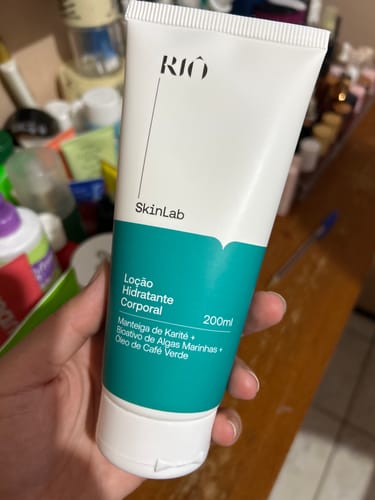 RIÔ
SkinLab
Loção
Hidratante
Corporal
200ml
Manteiga de Karité +
Bioativo de Algas Marinhas +
Óleo de Café Verde